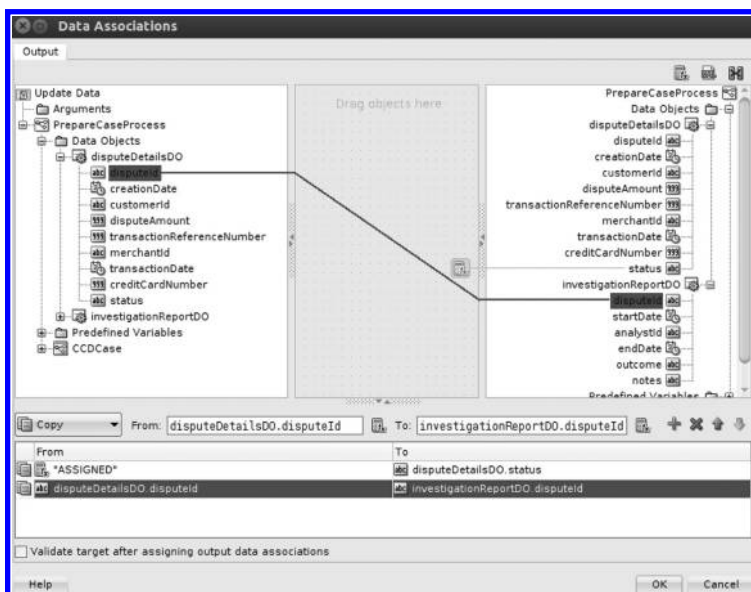 Data Associations
Output
Update Data
Arguments
PrepareCaseProcess
Data Objects
disputeDetailsDO
disputeId
creationDate
customerId
disputeAmount
transactionReferenceNumber
merchantId
transactionDate
creditCardNumber
status
investigationReportDO
Predefined Variables
CCDCase
Drag objects here
PrepareCaseProcess
Data Objects
disputeDetailsDO
disputeId
creationDate
customerId
disputeAmount
transactionReferenceNumber
merchantId
transactionDate
creditCardNumber
status
investigationReportDO
disputeId
startDate
analystId
endDate
outcome
notes
Predefined Variables
Copy From: disputeDetailsDO.disputeId To: investigationReportDO.disputeId
From To
"ASSIGNED" disputeDetailsDO.status
disputeDetailsDO.disputeId investigationReportDO.disputeId
Validate target after assigning output data associations
Help OK Cancel